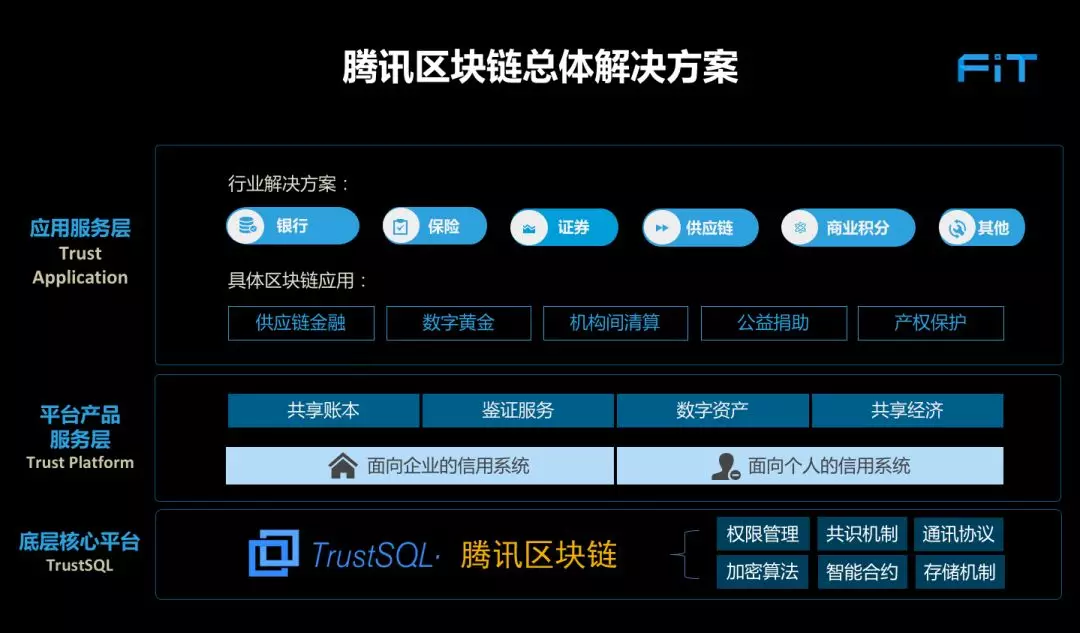 腾讯区块链总体解决方案
FiT
应用服务层
Trust
Application
行业解决方案：
银行
保险
证券
供应链
商业积分
其他
具体区块链应用：
供应链金融
数字黄金
机构间清算
公益捐助
产权保护
平台产品
服务层
Trust Platform
共享账本
鉴证服务
数字资产
共享经济
面向企业的信用系统
面向个人的信用系统
底层核心平台
TrustSQL
TrustSQL·
腾讯区块链
权限管理
共识机制
通讯协议
加密算法
智能合约
存储机制